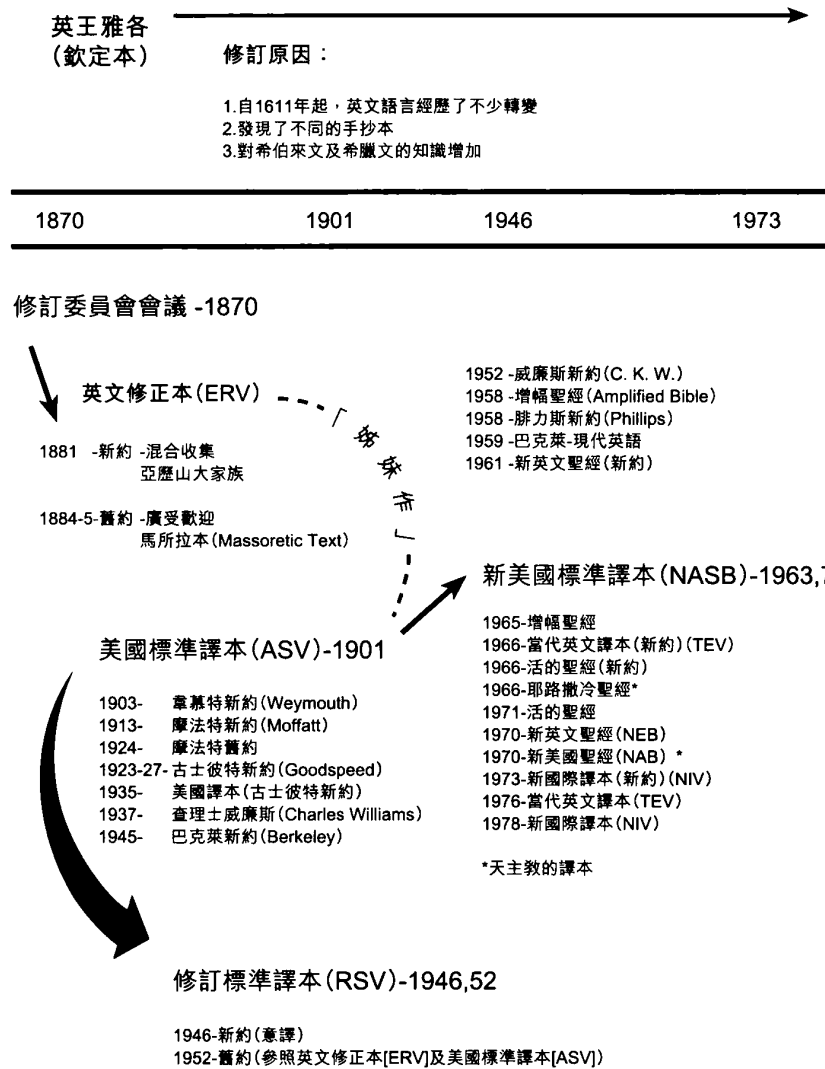 英王雅各
（欽定本）
修訂原因：
1.自1611年起，英文語言經歷了不少轉變
2.發現了不同的手抄本
3.對希伯來文及希臘文的知識增加
1870 1901 1946 1973
修訂委員會會議 -1870
英文修正本(ERV)
「姊妹作」
1881 -新約 -混合收集
亞歷山大家族
1884-5-舊約 -廣受歡迎
馬所拉本(Massoretic Text)
1952 -威廉斯新約(C. K. W.)
1958 -增幅聖經(Amplified Bible)
1958 -腓力斯新約(Phillips)
1959 -巴克萊-現代英語
1961 -新英文聖經(新約)
新美國標準譯本(NASB)-1963,
美國標準譯本(ASV)-1901
1903- 韋慕特新約(Weymouth)
1913- 摩法特新約(Moffatt)
1924- 摩法特舊約
1923-27-古士彼特新約(Goodspeed)
1935- 美國譯本(古士彼特新約)
1937- 查理士威廉斯(Charles Williams)
1945- 巴克萊新約(Berkeley)
1965-增幅聖經
1966-當代英文譯本(新約)(TEV)
1966-活的聖經(新約)
1966-耶路撒冷聖經*
1971-活的聖經
1970-新英文聖經(NEB)
1970-新美國聖經(NAB) *
1973-新國際譯本(新約)(NIV)
1976-當代英文譯本(TEV)
1978-新國際譯本(NIV)
*天主教的譯本
修訂標準譯本(RSV)-1946,52
1946-新約(意譯)
1952-舊約(參照英文修正本[ERV]及美國標準譯本[ASV])